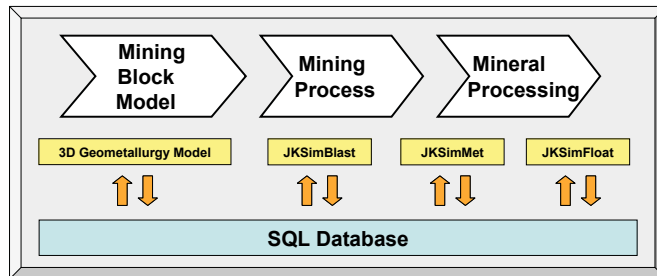 Mining
Block
Model
Mining
Process
Mineral
Processing
3D Geometallurgy Model
JKSimBlast
JKSimMet
JKSimFloat
SQL Database